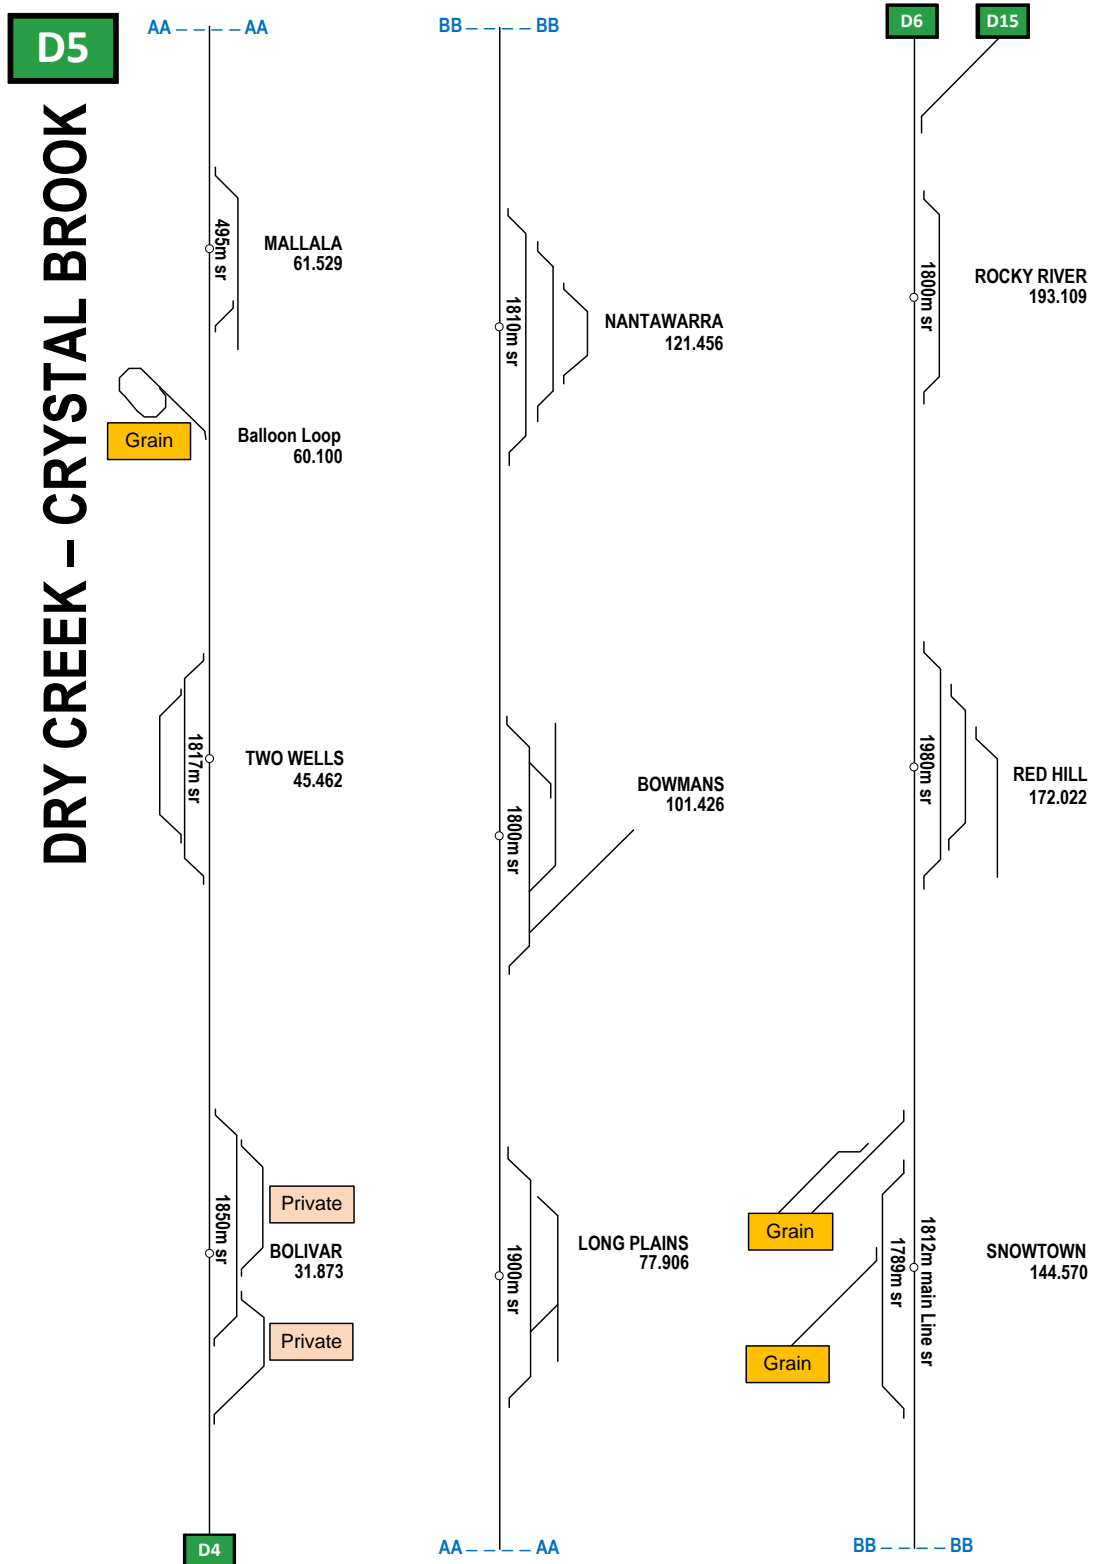 D5
DRY CREEK – CRYSTAL BROOK
AA – – – – AA
495m sr
MALLALA
61.529
Grain
Balloon Loop
60.100
1817m sr
TWO WELLS
45.462
1850m sr
Private
BOLIVAR
31.873
Private
D4
BB – – – – BB
1810m sr
NANTAWARRA
121.456
1800m sr
BOWMANS
101.426
1900m sr
LONG PLAINS
77.906
AA – – – – AA
D6
D15
1800m sr
ROCKY RIVER
193.109
1980m sr
RED HILL
172.022
Grain
1812m main Line sr
1789m sr
SNOWTOWN
144.570
Grain
BB – – – – BB